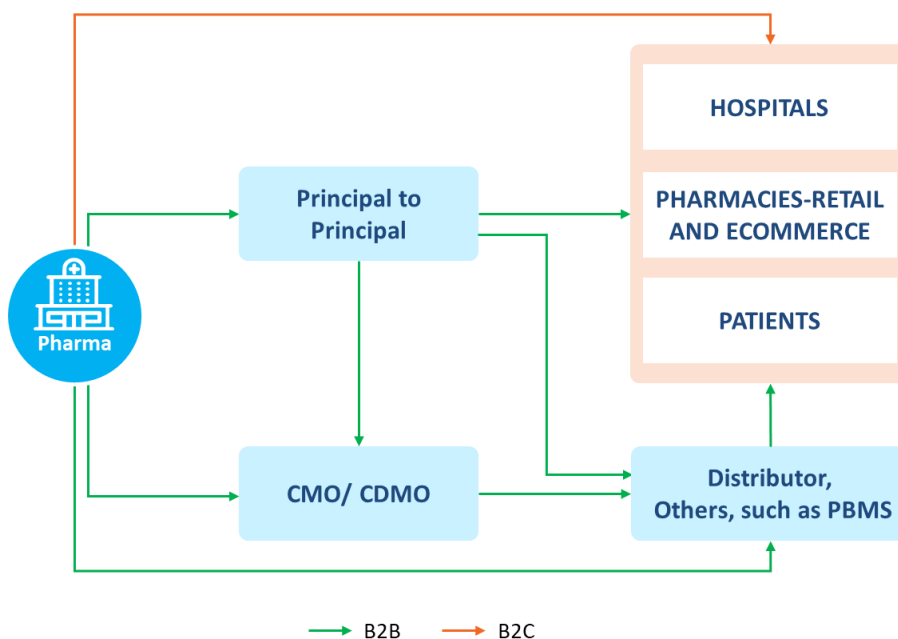 HOSPITALS
Principal to
Principal
PHARMACIES-RETAIL
AND ECOMMERCE
PATIENTS
Pharma
CMO/ CDMO
Distributor,
Others, such as PBMS
B2B
B2C